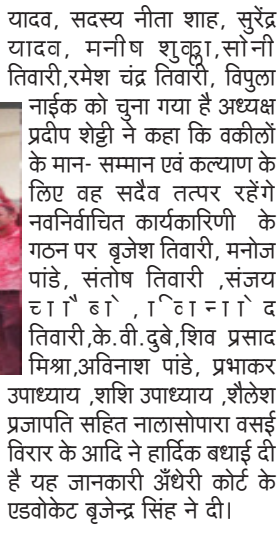 यादव, सदस्य नीता शाह, सुरेंद्र
यादव, मनीष शुक्ला,सोनी
तिवारी,रमेश चंद्र तिवारी, विपुला
नाईक को चुना गया है अध्यक्ष
प्रदीप शेट्टी ने कहा कि वकीलों
के मान- सम्मान एवं कल्याण के
लिए वह सदैव तत्पर रहेंगे
नवनिर्वाचित कार्यकारिणी के
गठन पर बृजेश तिवारी, मनोज
पांडे, संतोष तिवारी ,संजय
चौबे , विनोद
तिवारी,के.वी.दुबे,शिव प्रसाद
मिश्रा,अविनाश पांडे, प्रभाकर
उपाध्याय ,शशि उपाध्याय ,शैलेश
प्रजापति सहित नालासोपारा वसई
विरार के आदि ने हार्दिक बधाई दी
है यह जानकारी अँधेरी कोर्ट के
एडवोकेट बृजेन्द्र सिंह ने दी।